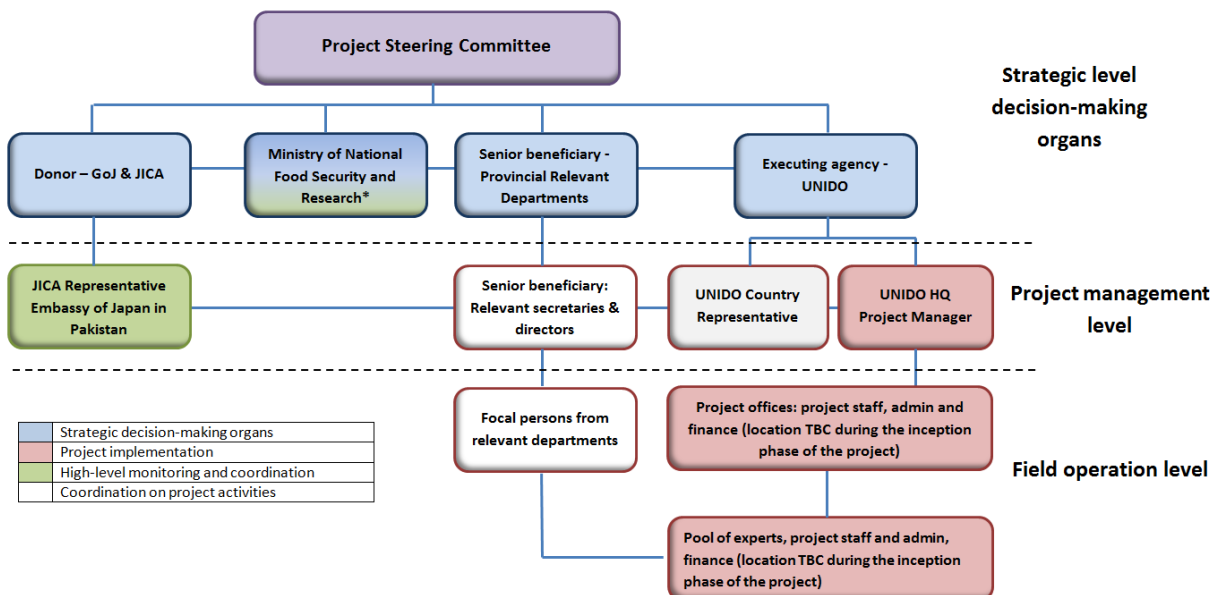 Project Steering Committee
Strategic level
decision-making
organs
Donor – GoJ & JICA
Ministry of National
Food Security and
Research*
Senior beneficiary -
Provincial Relevant
Departments
Executing agency -
UNIDO
JICA Representative
Embassy of Japan in
Pakistan
Senior beneficiary:
Relevant secretaries &
directors
UNIDO Country
Representative
UNIDO HQ
Project Manager
Project management
level
Focal persons from
relevant departments
Project offices: project staff, admin and
finance (location TBC during the inception
phase of the project)
Field operation level
Strategic decision-making organs
Project implementation
High-level monitoring and coordination
Coordination on project activities
Pool of experts, project staff and admin,
finance (location TBC during the inception
phase of the project)